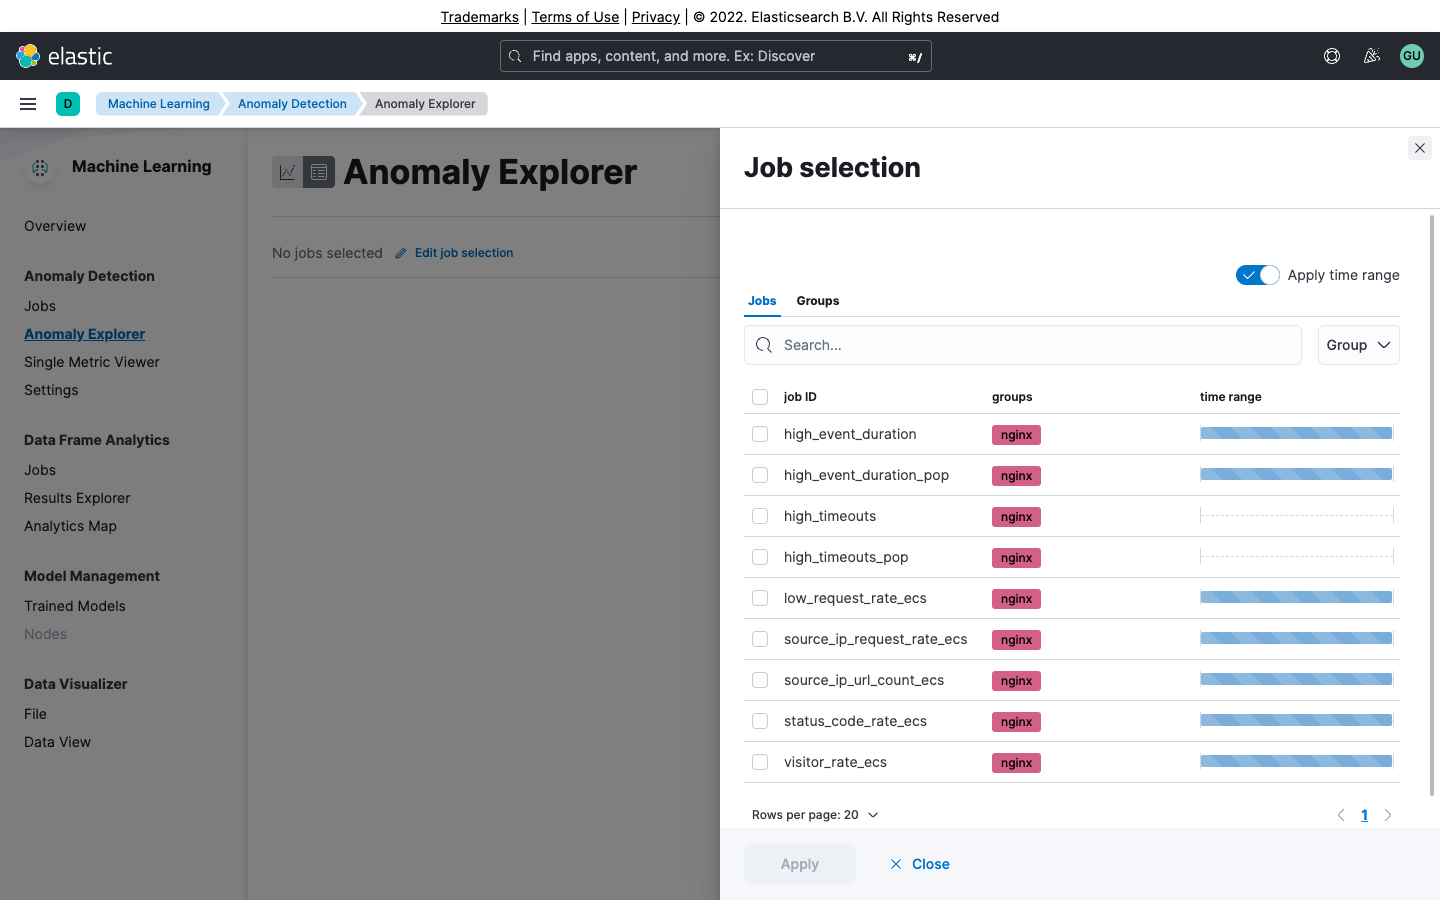 Trademarks | Terms of Use | Privacy | © 2022. Elasticsearch B.V. All Rights Reserved
elastic
Find apps, content, and more. Ex: Discover
⌘/
GU
D
Machine Learning
Anomaly Detection
Anomaly Explorer
Machine Learning
Overview
Anomaly Detection
Jobs
Anomaly Explorer
Single Metric Viewer
Settings
Data Frame Analytics
Jobs
Results Explorer
Analytics Map
Model Management
Trained Models
Nodes
Data Visualizer
File
Data View
Anomaly Explorer
No jobs selected
Edit job selection
Job selection
Apply time range
Jobs Groups
Search...
Group
job ID groups time range
high_event_duration nginx
high_event_duration_pop nginx
high_timeouts nginx
high_timeouts_pop nginx
low_request_rate_ecs nginx
source_ip_request_rate_ecs nginx
source_ip_url_count_ecs nginx
status_code_rate_ecs nginx
visitor_rate_ecs nginx
Rows per page: 20
1
Apply
Close